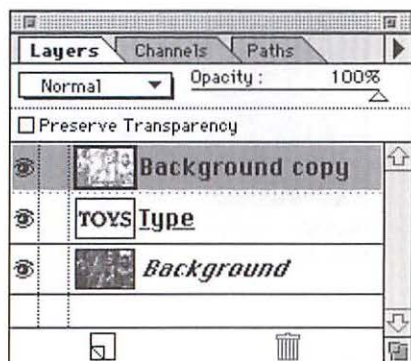 Layers Channels Paths
Normal Opacity: 100%
Preserve Transparency
Background copy
TOYS Type
Background